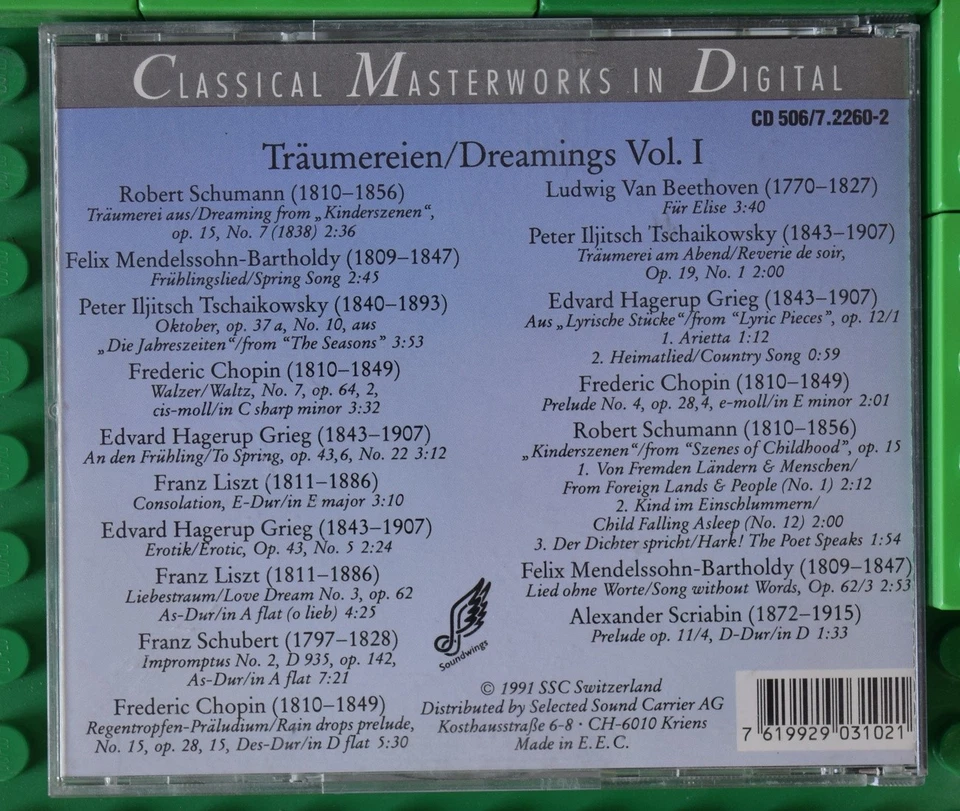 CLASSICAL MASTERWORKS IN DIGITAL
CD 506/7.2260-2
Träumereien/Dreamings Vol. I
Robert Schumann (1810–1856)
Träumerei aus/Dreaming from „Kinderszenen“,
op. 15, No. 7 (1838) 2:36
Felix Mendelssohn-Bartholdy (1809–1847)
Frühlingslied/Spring Song 2:45
Peter Iljitsch Tschaikowsky (1840–1893)
Oktober, op. 37 a, No. 10, aus
„Die Jahreszeiten“/from “The Seasons” 3:53
Frederic Chopin (1810–1849)
Walzer/Waltz, No. 7, op. 64, 2,
cis-moll/in C sharp minor 3:32
Edvard Hagerup Grieg (1843–1907)
An den Frühling/To Spring, op. 43,6, No. 22 3:12
Franz Liszt (1811–1886)
Consolation, E-Dur/in E major 3:10
Edvard Hagerup Grieg (1843–1907)
Erotik/Erotic, Op. 43, No. 5 2:24
Franz Liszt (1811–1886)
Liebestraum/Love Dream No. 3, op. 62
As-Dur/in A flat (o lieb) 4:25
Franz Schubert (1797–1828)
Impromptus No. 2, D 935, op. 142,
As-Dur/in A flat 7:21
Frederic Chopin (1810–1849)
Regentropfen-Präludium/Rain drops prelude,
No. 15, op. 28, 15, Des-Dur/in D flat 5:30
Ludwig Van Beethoven (1770–1827)
Für Elise 3:40
Peter Iljitsch Tschaikowsky (1843–1907)
Träumerei am Abend/Reverie de soir,
Op. 19, No. 1 2:00
Edvard Hagerup Grieg (1843–1907)
Aus „Lyrische Stücke“/from “Lyric Pieces”, op. 12/1
1. Arietta 1:12
2. Heimatlied/Country Song 0:59
Frederic Chopin (1810–1849)
Prelude No. 4, op. 28,4, e-moll/in E minor 2:01
Robert Schumann (1810–1856)
„Kinderszenen“/from “Szenes of Childhood”, op. 15
1. Von Fremden Ländern & Menschen/
From Foreign Lands & People (No. 1) 2:12
2. Kind im Einschlummern/
Child Falling Asleep (No. 12) 2:00
3. Der Dichter spricht/Hark! The Poet Speaks 1:54
Felix Mendelssohn-Bartholdy (1809–1847)
Lied ohne Worte/Song without Words, Op. 62/3 2:53
Alexander Scriabin (1872–1915)
Prelude op. 11/4, D-Dur/in D 1:33
Soundwings
© 1991 SSC Switzerland
Distributed by Selected Sound Carrier AG
Kosthausstraße 6–8 · CH-6010 Kriens
Made in E.E.C.
7 619929 031021